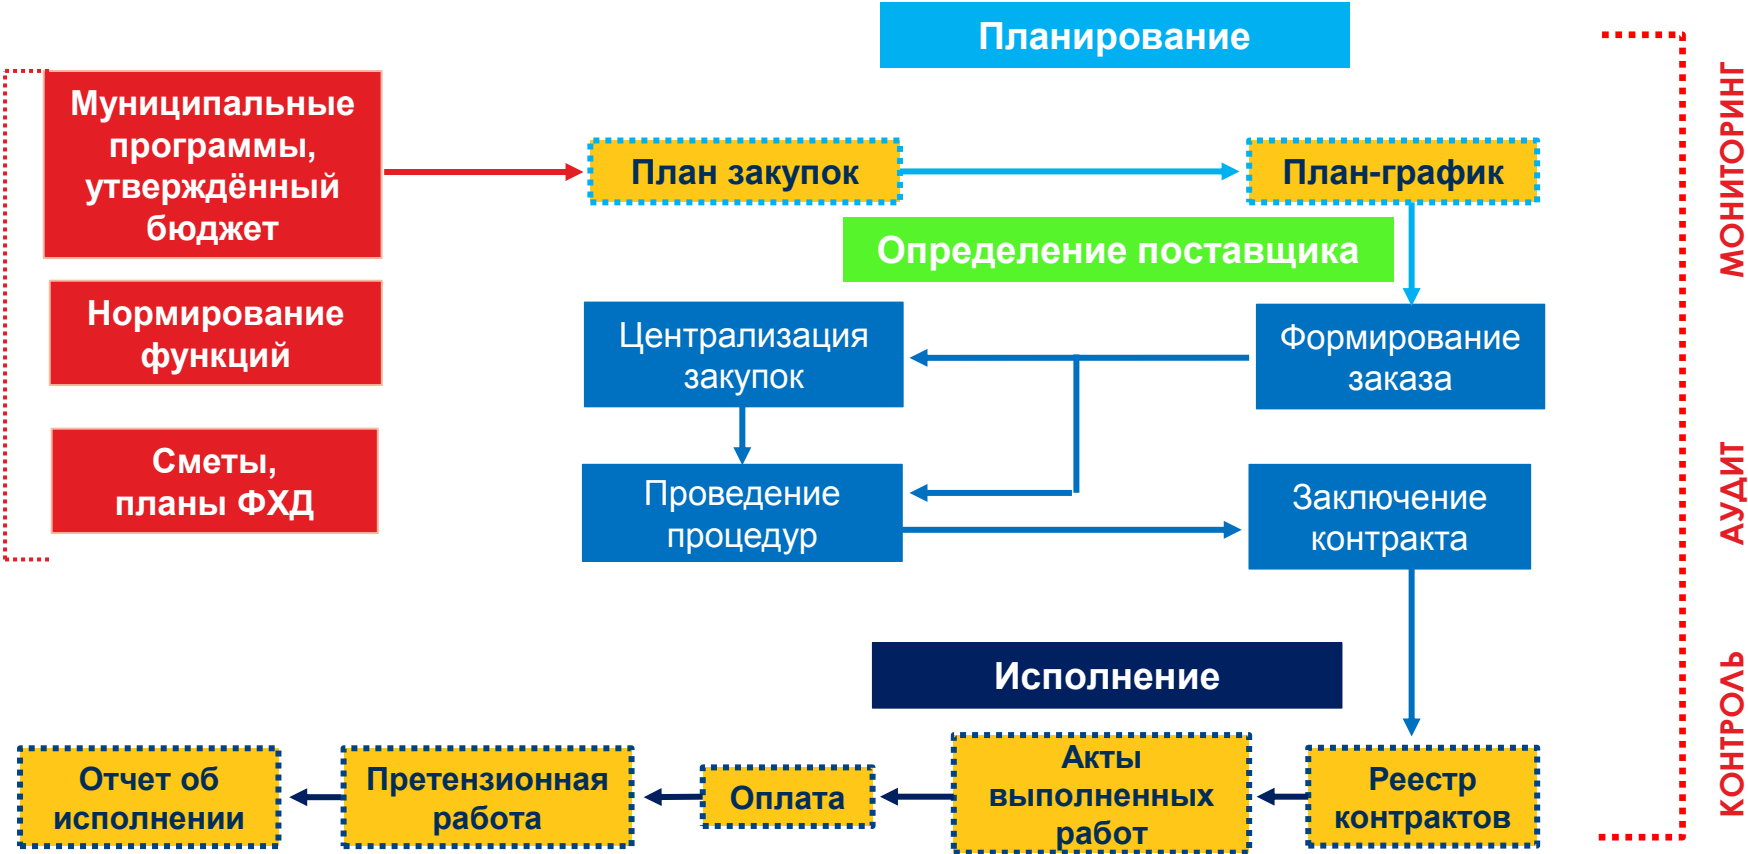 Планирование
Муниципальные
программы,
утверждённый
бюджет
План закупок
План-график
Определение поставщика
Нормирование
функций
Централизация
закупок
Формирование
заказа
Сметы,
планы ФХД
Проведение
процедур
Заключение
контракта
Исполнение
Отчет об
исполнении
Претензионная
работа
Оплата
Акты
выполненных
работ
Реестр
контрактов
МОНИТОРИНГ
АУДИТ
КОНТРОЛЬ